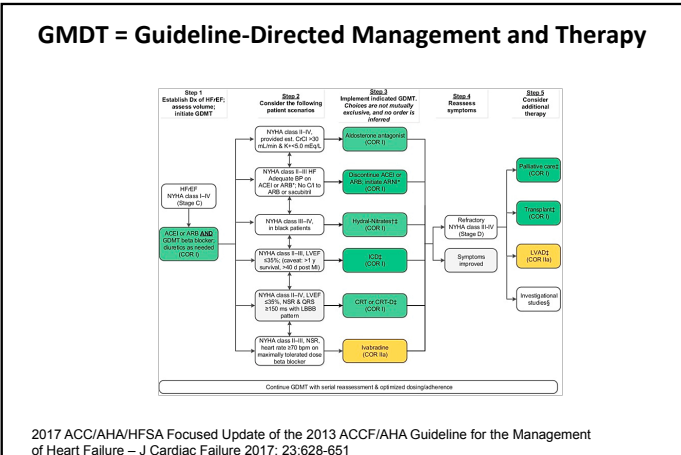 GMDT = Guideline-Directed Management and Therapy
Step 1
Establish Dx of HFrEF;
assess volume;
initiate GDMT
Step 2
Consider the following
patient scenarios
Step 3
Implement indicated GDMT.
Choices are not mutually
exclusive, and no order is
inferred
Step 4
Reassess
symptoms
Step 5
Consider
additional
therapy
HFrEF
NYHA class I–IV
(Stage C)
ACEI or ARB AND
GDMT beta blocker;
diuretics as needed
(COR I)
NYHA class II–IV,
provided est. CrCl >30
mL/min & K+<5.0 mEq/L
NYHA class II–III HF
Adequate BP on
ACEI or ARB*; No C/I to
ARB or sacubitril
NYHA class III–IV,
in black patients
NYHA class II–III, LVEF
≤35%; (caveat: >1 y
survival, >40 d post MI)
NYHA class II–IV, LVEF
≤35%, NSR & QRS
≥150 ms with LBBB
pattern
NYHA class II–III, NSR,
heart rate ≥70 bpm on
maximally tolerated dose
beta blocker
Aldosterone antagonist
(COR I)
Discontinue ACEI or
ARB; initiate ARNI*
(COR I)
Hydral-Nitrates†‡
(COR I)
ICD‡
(COR I)
CRT or CRT-D‡
(COR I)
Ivabradine
(COR IIa)
Refractory
NYHA class III-IV
(Stage D)
Symptoms
improved
Palliative care‡
(COR I)
Transplant‡
(COR I)
LVAD‡
(COR IIa)
Investigational
studies§
Continue GDMT with serial reassessment & optimized dosing/adherence
2017 ACC/AHA/HFSA Focused Update of the 2013 ACCF/AHA Guideline for the Management
of Heart Failure – J Cardiac Failure 2017; 23:628-651